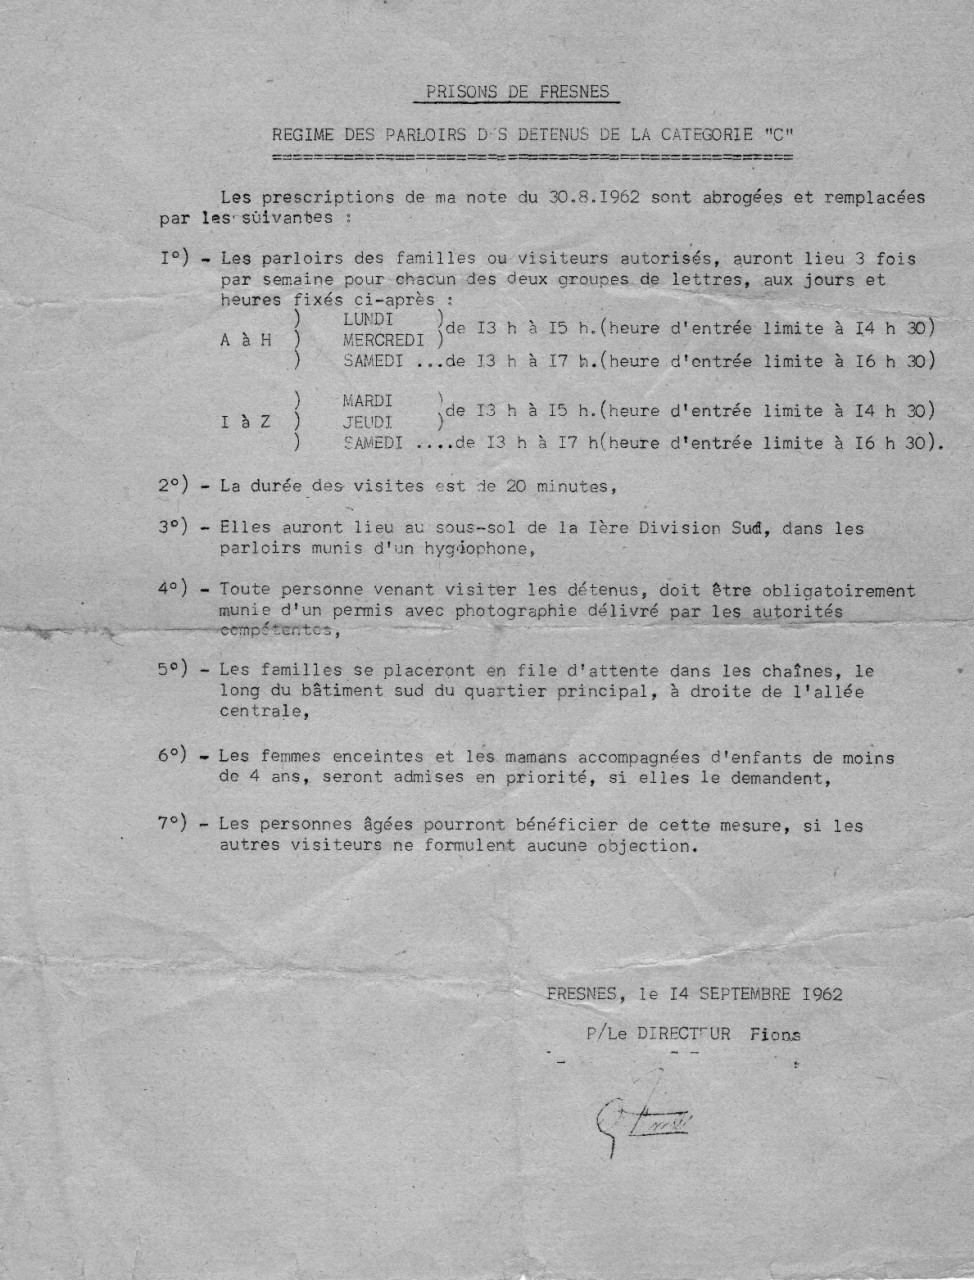 PRISONS DE FRESNES
REGIME DES PARLOIRS DES DETENUS DE LA CATEGORIE "C"
Les prescriptions de ma note du 30.8.I962 sont abrogées et remplacées
par les suivantes :
I°) - Les parloirs des familles ou visiteurs autorisés, auront lieu 3 fois
par semaine pour chacun des deux groupes de lettres, aux jours et
heures fixés ci-après :
) LUNDI )
A à H ) MERCREDI ) de I3 h à I5 h.(heure d'entrée limite à I4 h 30)
) SAMEDI ...de I3 h à I7 h.(heure d'entrée limite à I6 h 30)
) MARDI )
I à Z ) JEUDI ) de I3 h à I5 h.(heure d'entrée limite à I4 h 30)
) SAMEDI ....de I3 h à I7 h(heure d'entrée limite à I6 h 30).
2°) - La durée des visites est de 20 minutes,
3°) - Elles auront lieu au sous-sol de la Ière Division Sud, dans les
parloirs munis d'un hygiophone,
4°) - Toute personne venant visiter les détenus, doit être obligatoirement
munie d'un permis avec photographie délivré par les autorités
compétentes,
5°) - Les familles se placeront en file d'attente dans les chaînes, le
long du bâtiment sud du quartier principal, à droite de l'allée
centrale,
6°) - Les femmes enceintes et les mamans accompagnées d'enfants de moins
de 4 ans, seront admises en priorité, si elles le demandent,
7°) - Les personnes âgées pourront bénéficier de cette mesure, si les
autres visiteurs ne formulent aucune objection.
FRESNES, le I4 SEPTEMBRE I962
P/Le DIRECTEUR Fions